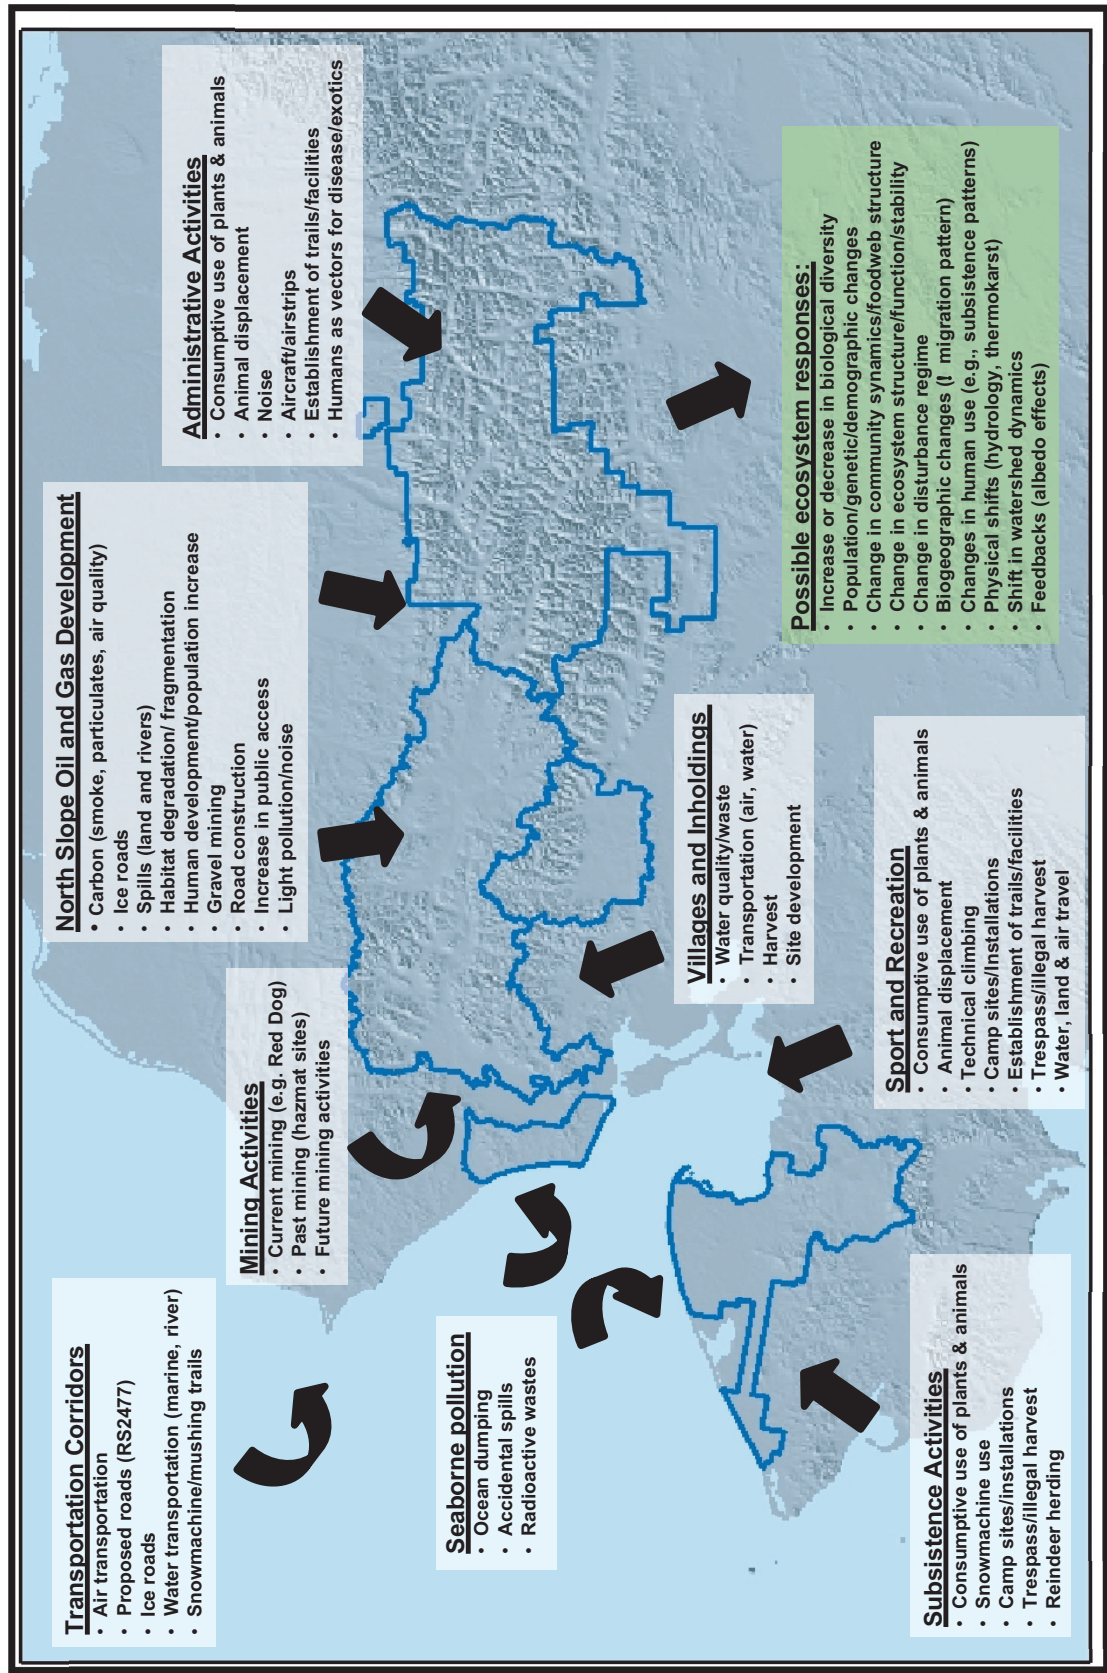 Transportation Corridors
• Air transportation
• Proposed roads (RS2477)
• Ice roads
• Water transportation (marine, river)
• Snowmachine/mushing trails
Mining Activities
• Current mining (e.g. Red Dog)
• Past mining (hazmat sites)
• Future mining activities
North Slope Oil and Gas Development
• Carbon (smoke, particulates, air quality)
• Ice roads
• Spills (land and rivers)
• Habitat degradation/ fragmentation
• Human development/population increase
• Gravel mining
• Road construction
• Increase in public access
• Light pollution/noise
Administrative Activities
• Consumptive use of plants & animals
• Animal displacement
• Noise
• Aircraft/airstrips
• Establishment of trails/facilities
• Humans as vectors for disease/exotics
Seaborne pollution
• Ocean dumping
• Accidental spills
• Radioactive wastes
Villages and Inholdings
• Water quality/waste
• Transportation (air, water)
• Harvest
• Site development
Subsistence Activities
• Consumptive use of plants & animals
• Snowmachine use
• Camp sites/installations
• Trespass/illegal harvest
• Reindeer herding
Sport and Recreation
• Consumptive use of plants & animals
• Animal displacement
• Technical climbing
• Camp sites/Installations
• Establishment of trails/facilities
• Trespass/illegal harvest
• Water, land & air travel
Possible ecosystem responses:
• Increase or decrease in biological diversity
• Population/genetic/demographic changes
• Change in community synamics/foodweb structure
• Change in ecosystem structure/function/stability
• Change in disturbance regime
• Biogeographic changes ( migration pattern)
• Changes in human use (e.g., subsistence patterns)
• Physical shifts (hydrology, thermokarst)
• Shift in watershed dynamics
• Feedbacks (albedo effects)